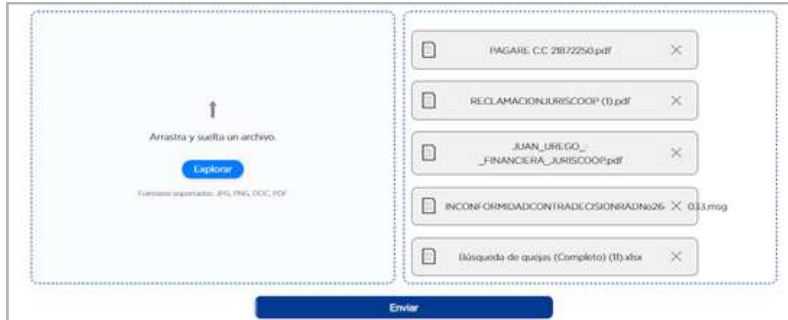 Arrastra y suelta un archivo.
Explorar
Formatos soportados: JPG, PNG, DOC, PDF
PAGARE C.C 21872250.pdf
RECLAMACIONJURISCOOP (1).pdf
JUAN_UREGO_-
_FINANCIERA_JURISCOOP.pdf
INCONFORMIDADCONTRADECISIONRADNo26- 033.msg
Búsqueda de quejas (Completo) (11).xlsx
Enviar